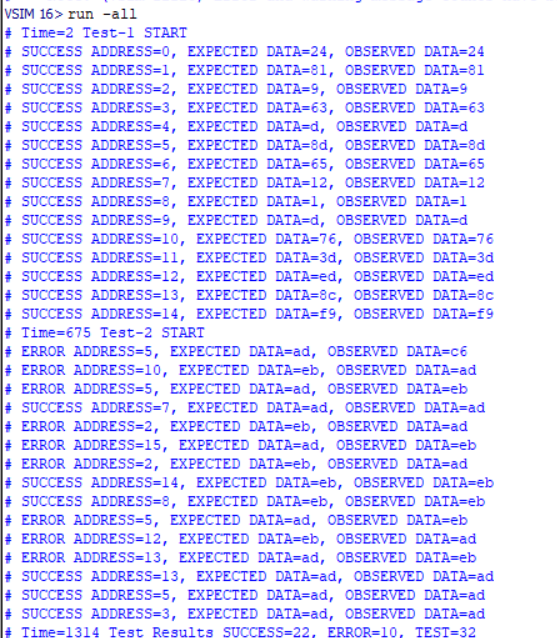 VSIM 16> run -all
# Time=2 Test-1 START
# SUCCESS ADDRESS=0, EXPECTED DATA=24, OBSERVED DATA=24
# SUCCESS ADDRESS=1, EXPECTED DATA=81, OBSERVED DATA=81
# SUCCESS ADDRESS=2, EXPECTED DATA=9, OBSERVED DATA=9
# SUCCESS ADDRESS=3, EXPECTED DATA=63, OBSERVED DATA=63
# SUCCESS ADDRESS=4, EXPECTED DATA=d, OBSERVED DATA=d
# SUCCESS ADDRESS=5, EXPECTED DATA=8d, OBSERVED DATA=8d
# SUCCESS ADDRESS=6, EXPECTED DATA=65, OBSERVED DATA=65
# SUCCESS ADDRESS=7, EXPECTED DATA=12, OBSERVED DATA=12
# SUCCESS ADDRESS=8, EXPECTED DATA=1, OBSERVED DATA=1
# SUCCESS ADDRESS=9, EXPECTED DATA=d, OBSERVED DATA=d
# SUCCESS ADDRESS=10, EXPECTED DATA=76, OBSERVED DATA=76
# SUCCESS ADDRESS=11, EXPECTED DATA=3d, OBSERVED DATA=3d
# SUCCESS ADDRESS=12, EXPECTED DATA=ed, OBSERVED DATA=ed
# SUCCESS ADDRESS=13, EXPECTED DATA=8c, OBSERVED DATA=8c
# SUCCESS ADDRESS=14, EXPECTED DATA=f9, OBSERVED DATA=f9
# Time=675 Test-2 START
# ERROR ADDRESS=5, EXPECTED DATA=ad, OBSERVED DATA=c6
# ERROR ADDRESS=10, EXPECTED DATA=eb, OBSERVED DATA=ad
# ERROR ADDRESS=5, EXPECTED DATA=ad, OBSERVED DATA=eb
# SUCCESS ADDRESS=7, EXPECTED DATA=ad, OBSERVED DATA=ad
# ERROR ADDRESS=2, EXPECTED DATA=eb, OBSERVED DATA=ad
# ERROR ADDRESS=15, EXPECTED DATA=ad, OBSERVED DATA=eb
# ERROR ADDRESS=2, EXPECTED DATA=eb, OBSERVED DATA=ad
# SUCCESS ADDRESS=14, EXPECTED DATA=eb, OBSERVED DATA=eb
# SUCCESS ADDRESS=8, EXPECTED DATA=eb, OBSERVED DATA=eb
# ERROR ADDRESS=5, EXPECTED DATA=ad, OBSERVED DATA=eb
# ERROR ADDRESS=12, EXPECTED DATA=eb, OBSERVED DATA=ad
# ERROR ADDRESS=13, EXPECTED DATA=ad, OBSERVED DATA=eb
# SUCCESS ADDRESS=13, EXPECTED DATA=ad, OBSERVED DATA=ad
# SUCCESS ADDRESS=5, EXPECTED DATA=ad, OBSERVED DATA=ad
# SUCCESS ADDRESS=3, EXPECTED DATA=ad, OBSERVED DATA=ad
# Time=1314 Test Results SUCCESS=22, ERROR=10, TEST=32